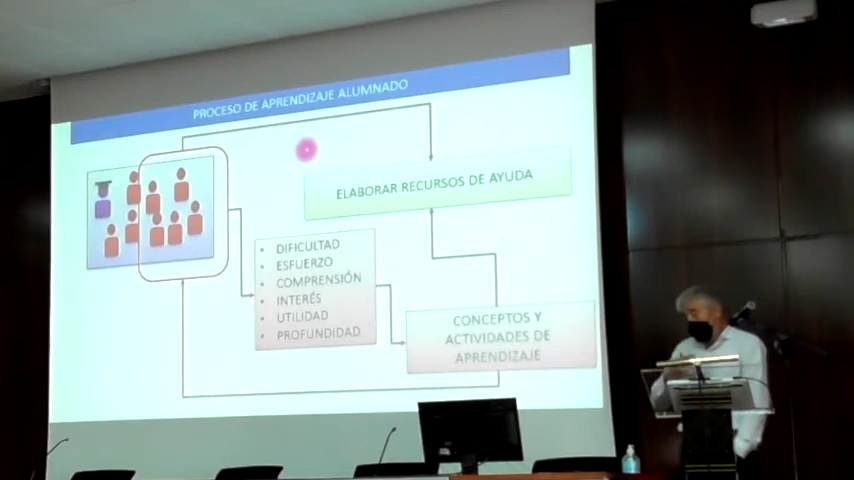 PROCESO DE APRENDIZAJE ALUMNADO
ELABORAR RECURSOS DE AYUDA
• DIFICULTAD
• ESFUERZO
• COMPRENSIÓN
• INTERÉS
• UTILIDAD
• PROFUNDIDAD
CONCEPTOS Y
ACTIVIDADES DE
APRENDIZAJE